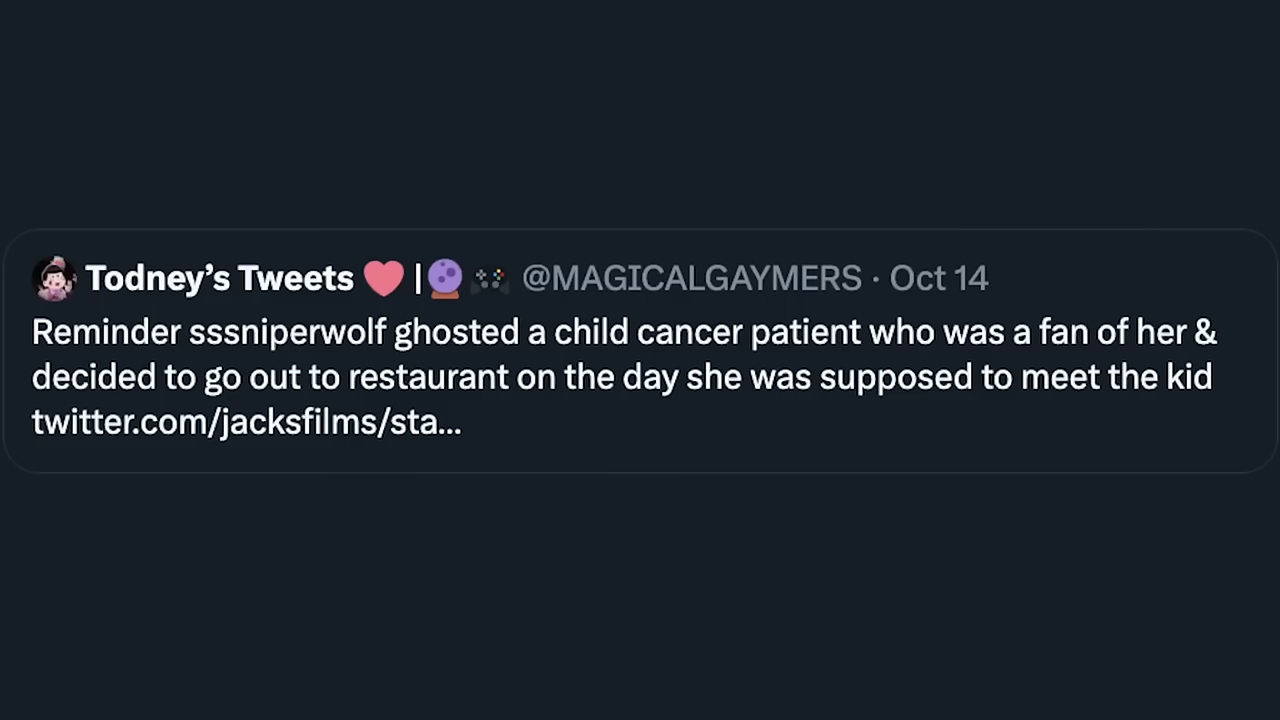 Todney’s Tweets 🩷 |🔮 🎮 @MAGICALGAYMERS · Oct 14
Reminder sssniperwolf ghosted a child cancer patient who was a fan of her &
decided to go out to restaurant on the day she was supposed to meet the kid
twitter.com/jacksfilms/sta...